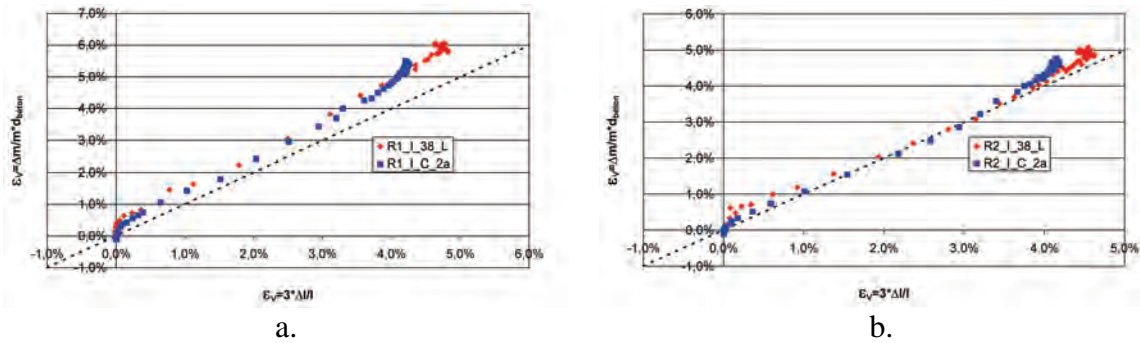 7,0%
6,0%
5,0%
4,0%
3,0%
2,0%
1,0%
0,0%
-1,0%
-1,0% 0,0% 1,0% 2,0% 3,0% 4,0% 5,0% 6,0%
εV=Δm/m*dbéton
εV=3*Δl/l
R1_I_38_L
R1_I_C_2a
a.
6,0%
5,0%
4,0%
3,0%
2,0%
1,0%
0,0%
-1,0%
-1,0% 0,0% 1,0% 2,0% 3,0% 4,0% 5,0%
εV=Δm/m*dbéton
εV=3*Δl/l
R2_I_38_L
R2_I_C_2a
b.